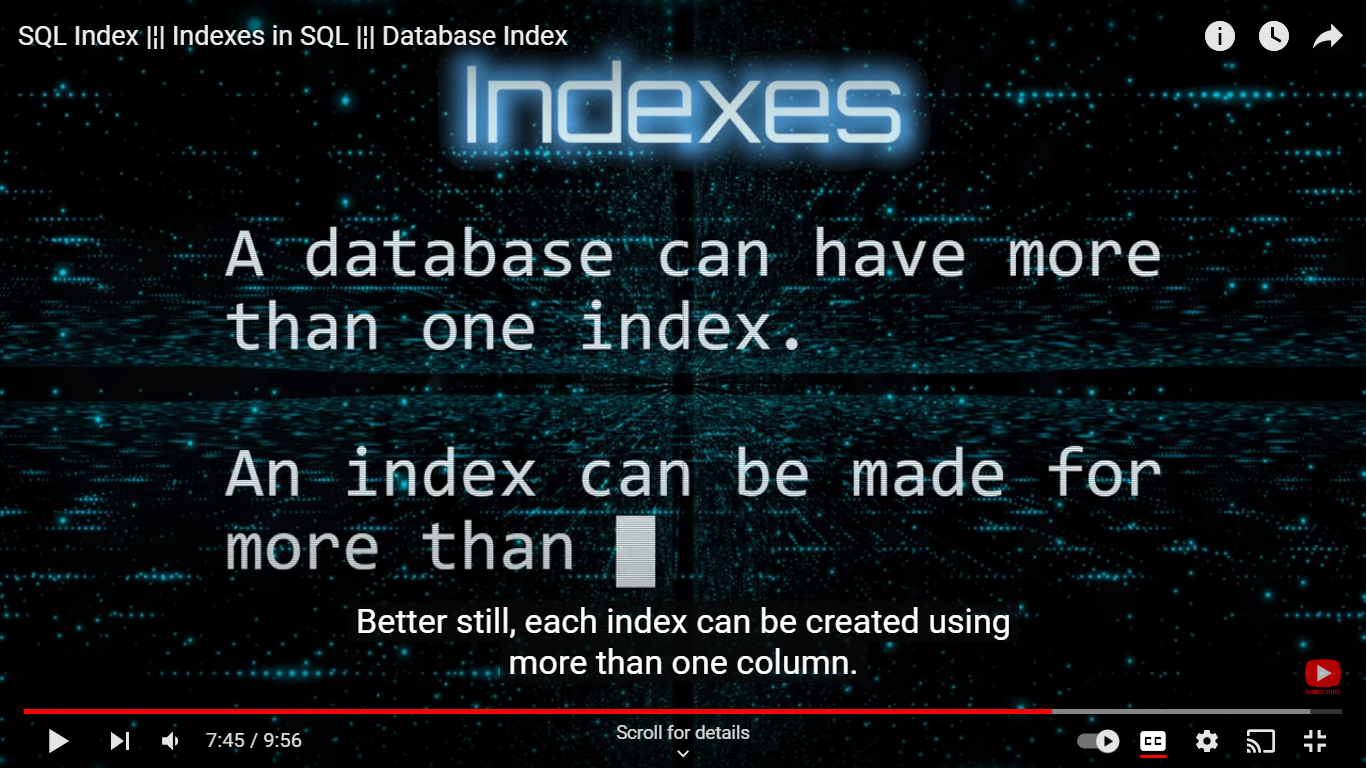 SQL Index ||| Indexes in SQL ||| Database Index
Indexes
A database can have more
than one index.
An index can be made for
more than
Better still, each index can be created using
more than one column.
SUBSCRIBE
7:45 / 9:56
Scroll for details
CC